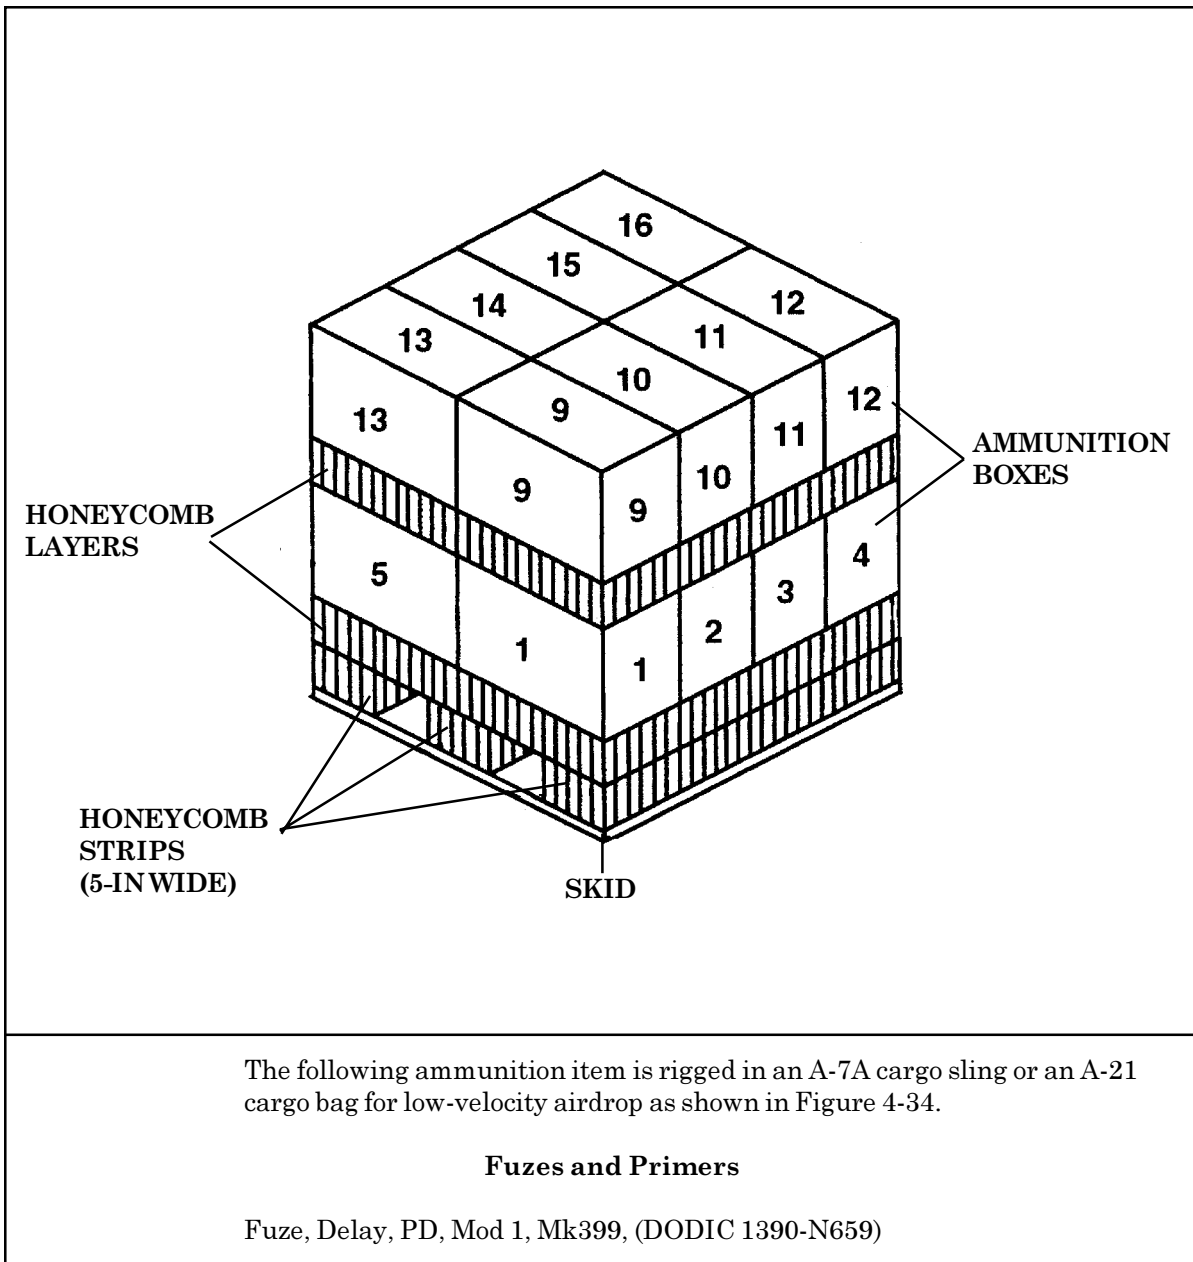 16
15
12
14
11
13
10
12
9
13
11
10
9
9
AMMUNITION
BOXES
HONEYCOMB
LAYERS
4
5
3
2
1
1
HONEYCOMB
STRIPS
(5-IN WIDE)
SKID
The following ammunition item is rigged in an A-7A cargo sling or an A-21
cargo bag for low-velocity airdrop as shown in Figure 4-34.
Fuzes and Primers
Fuze, Delay, PD, Mod 1, Mk399, (DODIC 1390-N659)